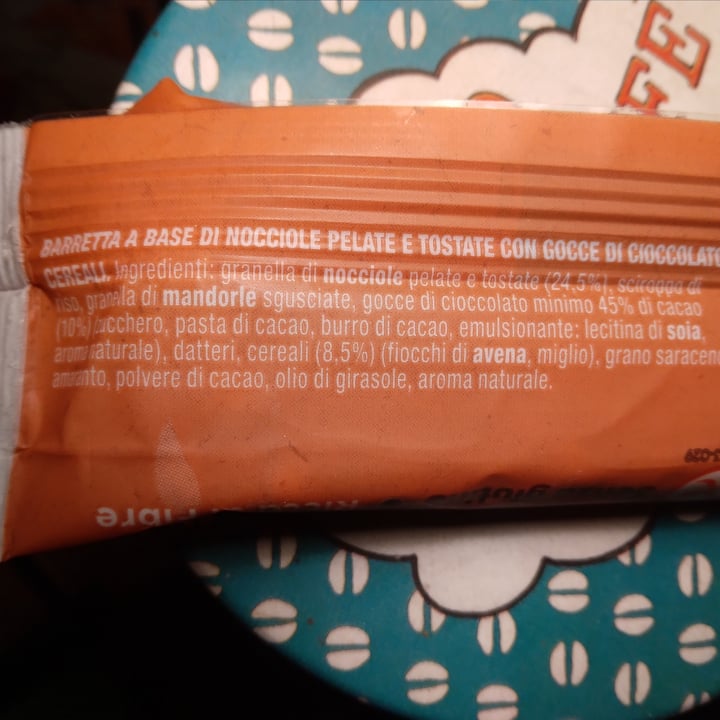 FFE
BARRETTA A BASE DI NOCCIOLE PELATE E TOSTATE CON GOCCE DI CIOCCOLATO
CEREALI. Ingredienti: granella di nocciole pelate e tostate (24,5%), sciroppo di
riso, granella di mandorle sgusciate, gocce di cioccolato minimo 45% di cacao
(10%) zucchero, pasta di cacao, burro di cacao, emulsionante: lecitina di soia,
aroma naturale), datteri, cereali (8,5%) (fiocchi di avena, miglio), grano saraceno
amaranto, polvere di cacao, olio di girasole, aroma naturale.
Fibre